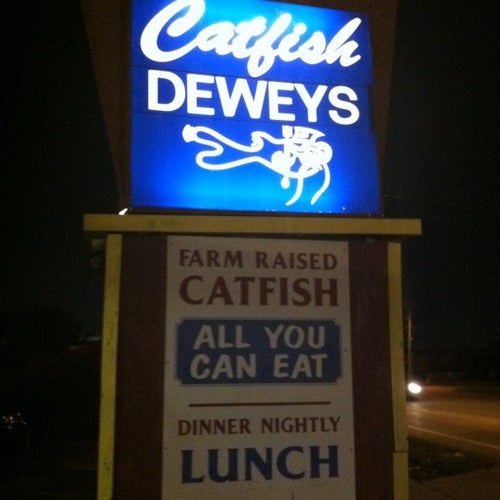 Catfish
DEWEYS
FARM RAISED
CATFISH
ALL YOU
CAN EAT
DINNER NIGHTLY
LUNCH